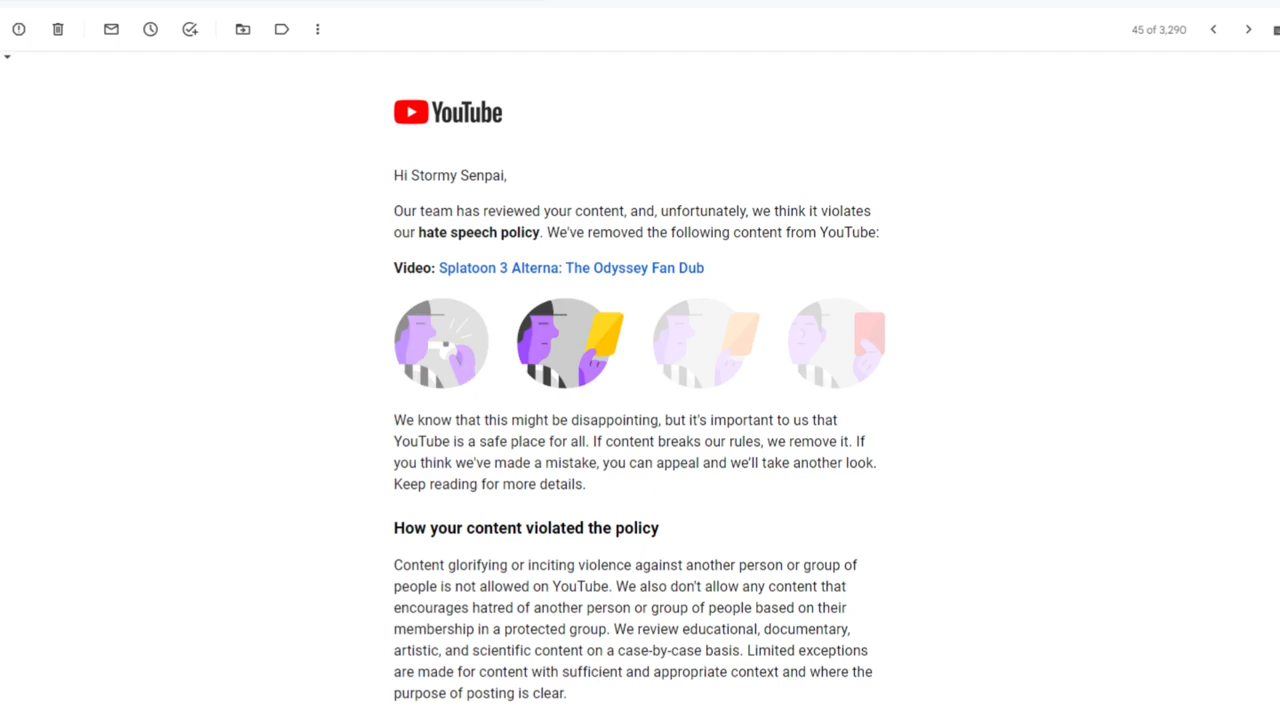 45 of 3,290
YouTube
Hi Stormy Senpai,
Our team has reviewed your content, and, unfortunately, we think it violates
our hate speech policy. We've removed the following content from YouTube:
Video: Splatoon 3 Alterna: The Odyssey Fan Dub
We know that this might be disappointing, but it's important to us that
YouTube is a safe place for all. If content breaks our rules, we remove it. If
you think we've made a mistake, you can appeal and we'll take another look.
Keep reading for more details.
How your content violated the policy
Content glorifying or inciting violence against another person or group of
people is not allowed on YouTube. We also don't allow any content that
encourages hatred of another person or group of people based on their
membership in a protected group. We review educational, documentary,
artistic, and scientific content on a case-by-case basis. Limited exceptions
are made for content with sufficient and appropriate context and where the
purpose of posting is clear.